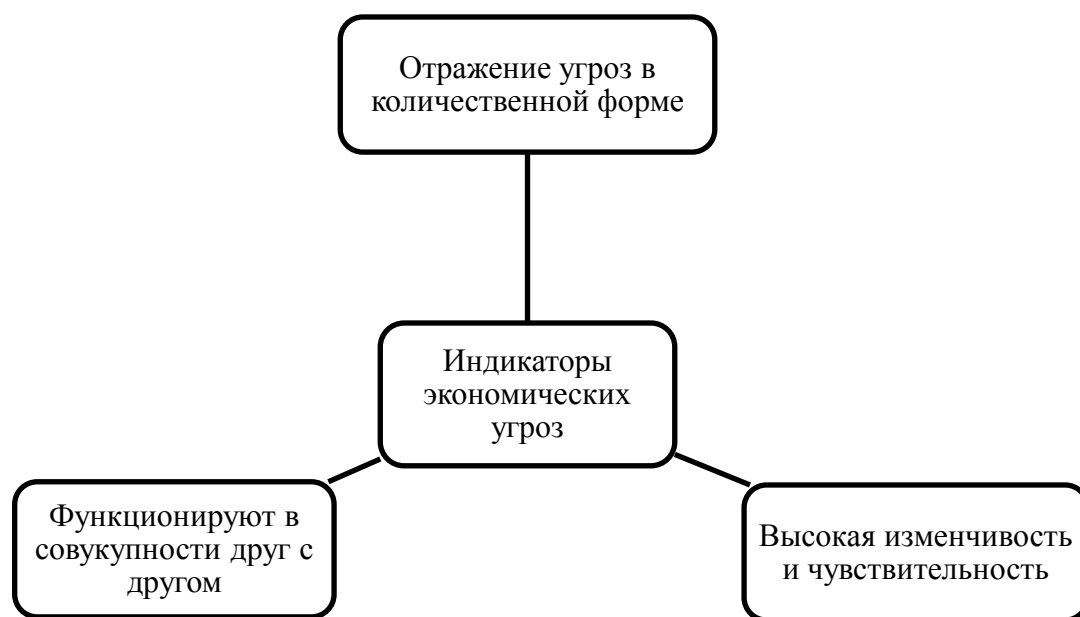 Отражение угроз в
количественной форме
Индикаторы
экономических
угроз
Функционируют в
совукупности друг с
другом
Высокая изменчивость
и чувствительность